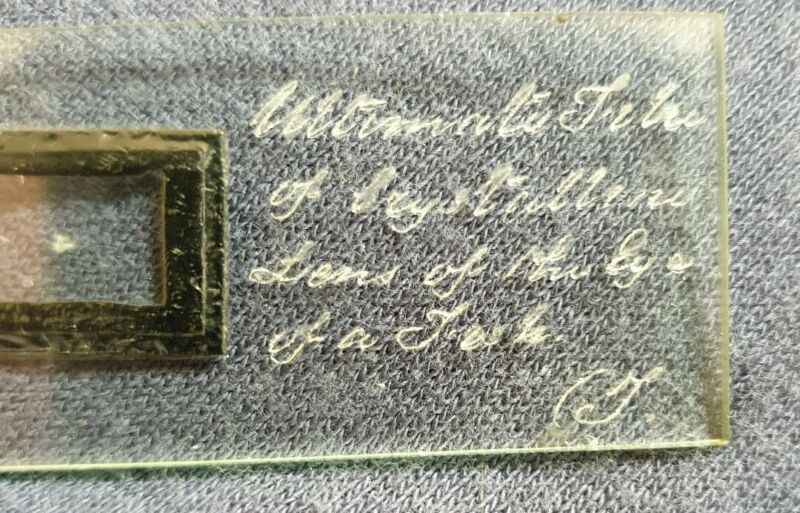 Ultimate Fibre
of Crystalline
Lens of the Eye
of a Fish.
(T.